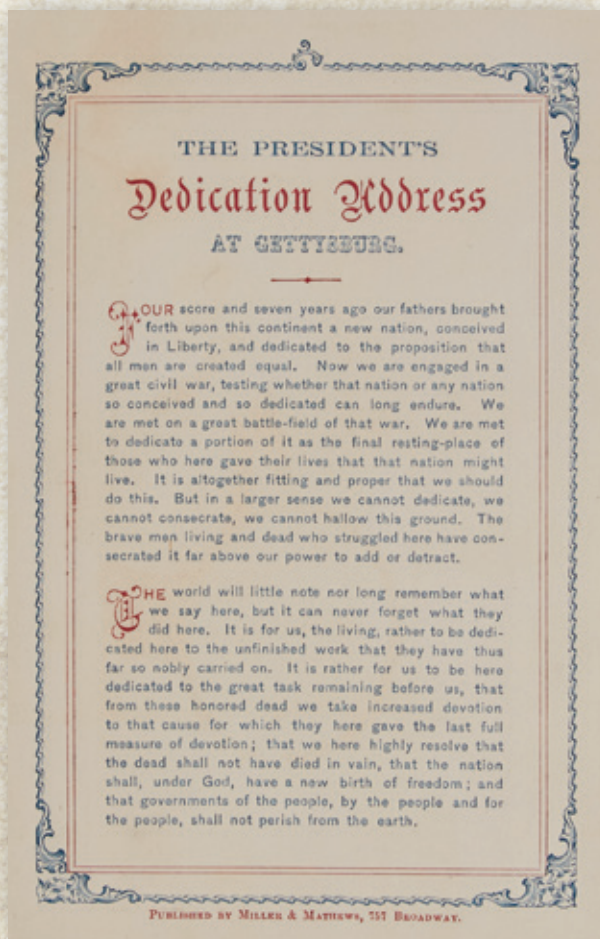 THE PRESIDENT'S
Dedication Address
AT GETTYSBURG.
FOUR score and seven years ago our fathers brought
forth upon this continent a new nation, conceived
in Liberty, and dedicated to the proposition that
all men are created equal. Now we are engaged in a
great civil war, testing whether that nation or any nation
so conceived and so dedicated can long endure. We
are met on a great battle-field of that war. We are met
to dedicate a portion of it as the final resting-place of
those who here gave their lives that that nation might
live. It is altogether fitting and proper that we should
do this. But in a larger sense we cannot dedicate, we
cannot consecrate, we cannot hallow this ground. The
brave men living and dead who struggled here have con-
secrated it far above our power to add or detract.
THE world will little note nor long remember what
we say here, but it can never forget what they
did here. It is for us, the living, rather to be dedi-
cated here to the unfinished work that they have thus
far so nobly carried on. It is rather for us to be here
dedicated to the great task remaining before us, that
from these honored dead we take increased devotion
to that cause for which they here gave the last full
measure of devotion; that we here highly resolve that
the dead shall not have died in vain, that the nation
shall, under God, have a new birth of freedom; and
that governments of the people, by the people and for
the people, shall not perish from the earth.
PUBLISHED BY MILLER & MATHEWS, 757 BROADWAY.